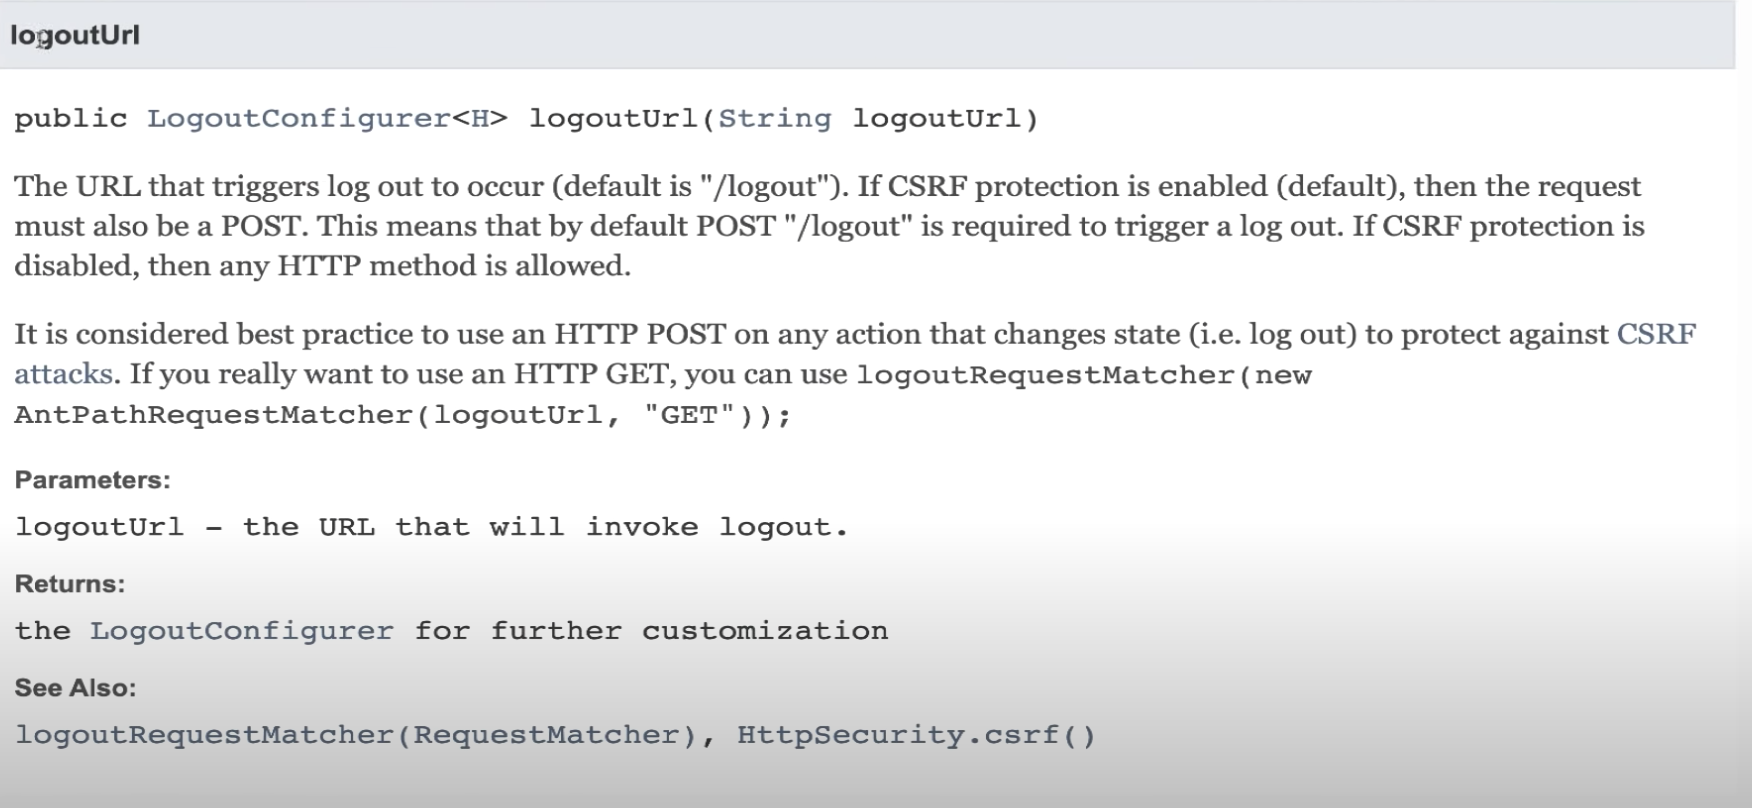 logoutUrl
public LogoutConfigurer<H> logoutUrl(String logoutUrl)
The URL that triggers log out to occur (default is "/logout"). If CSRF protection is enabled (default), then the request
must also be a POST. This means that by default POST "/logout" is required to trigger a log out. If CSRF protection is
disabled, then any HTTP method is allowed.
It is considered best practice to use an HTTP POST on any action that changes state (i.e. log out) to protect against CSRF
attacks. If you really want to use an HTTP GET, you can use logoutRequestMatcher(new
AntPathRequestMatcher(logoutUrl, "GET"));
Parameters:
logoutUrl - the URL that will invoke logout.
Returns:
the LogoutConfigurer for further customization
See Also:
logoutRequestMatcher(RequestMatcher), HttpSecurity.csrf()